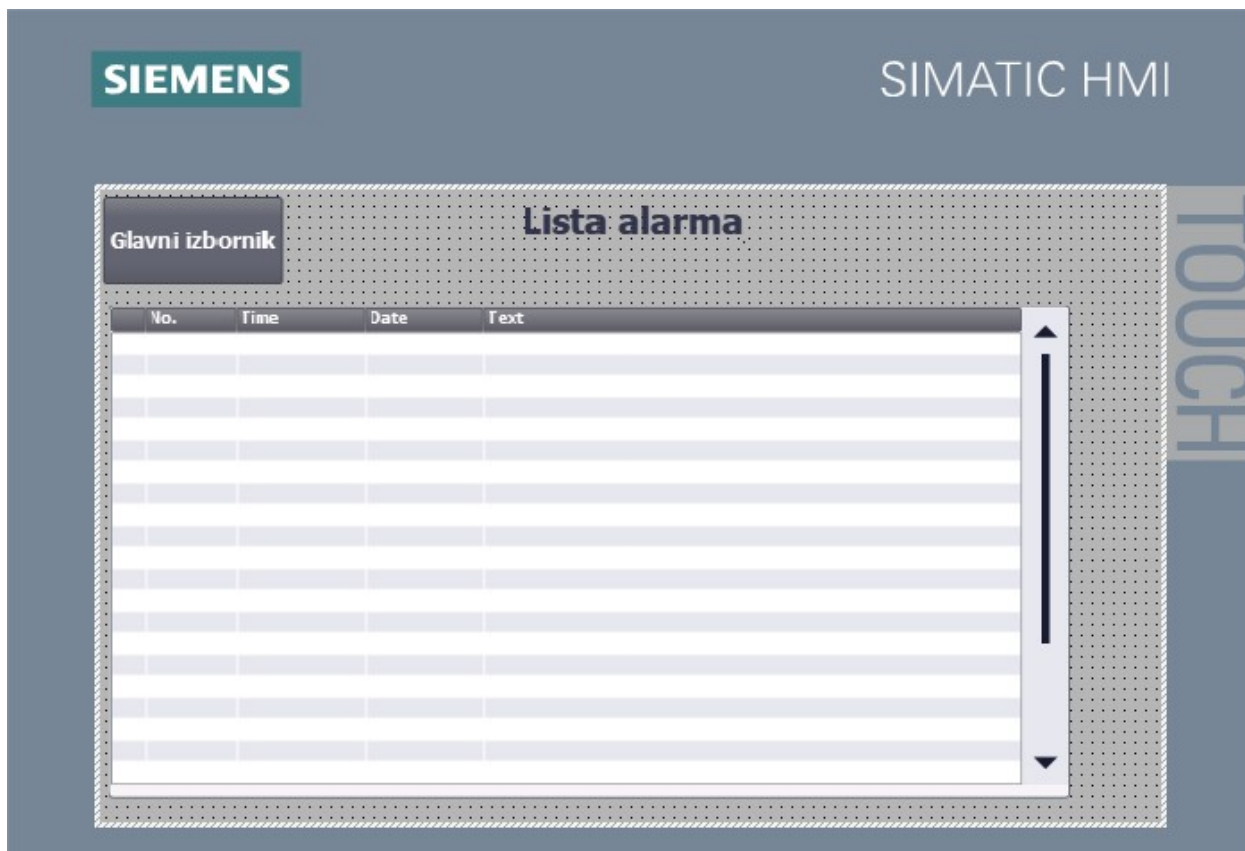 SIEMENS
SIMATIC HMI
TOUCH
Glavni izbornik
Lista alarma
No. Time Date Text